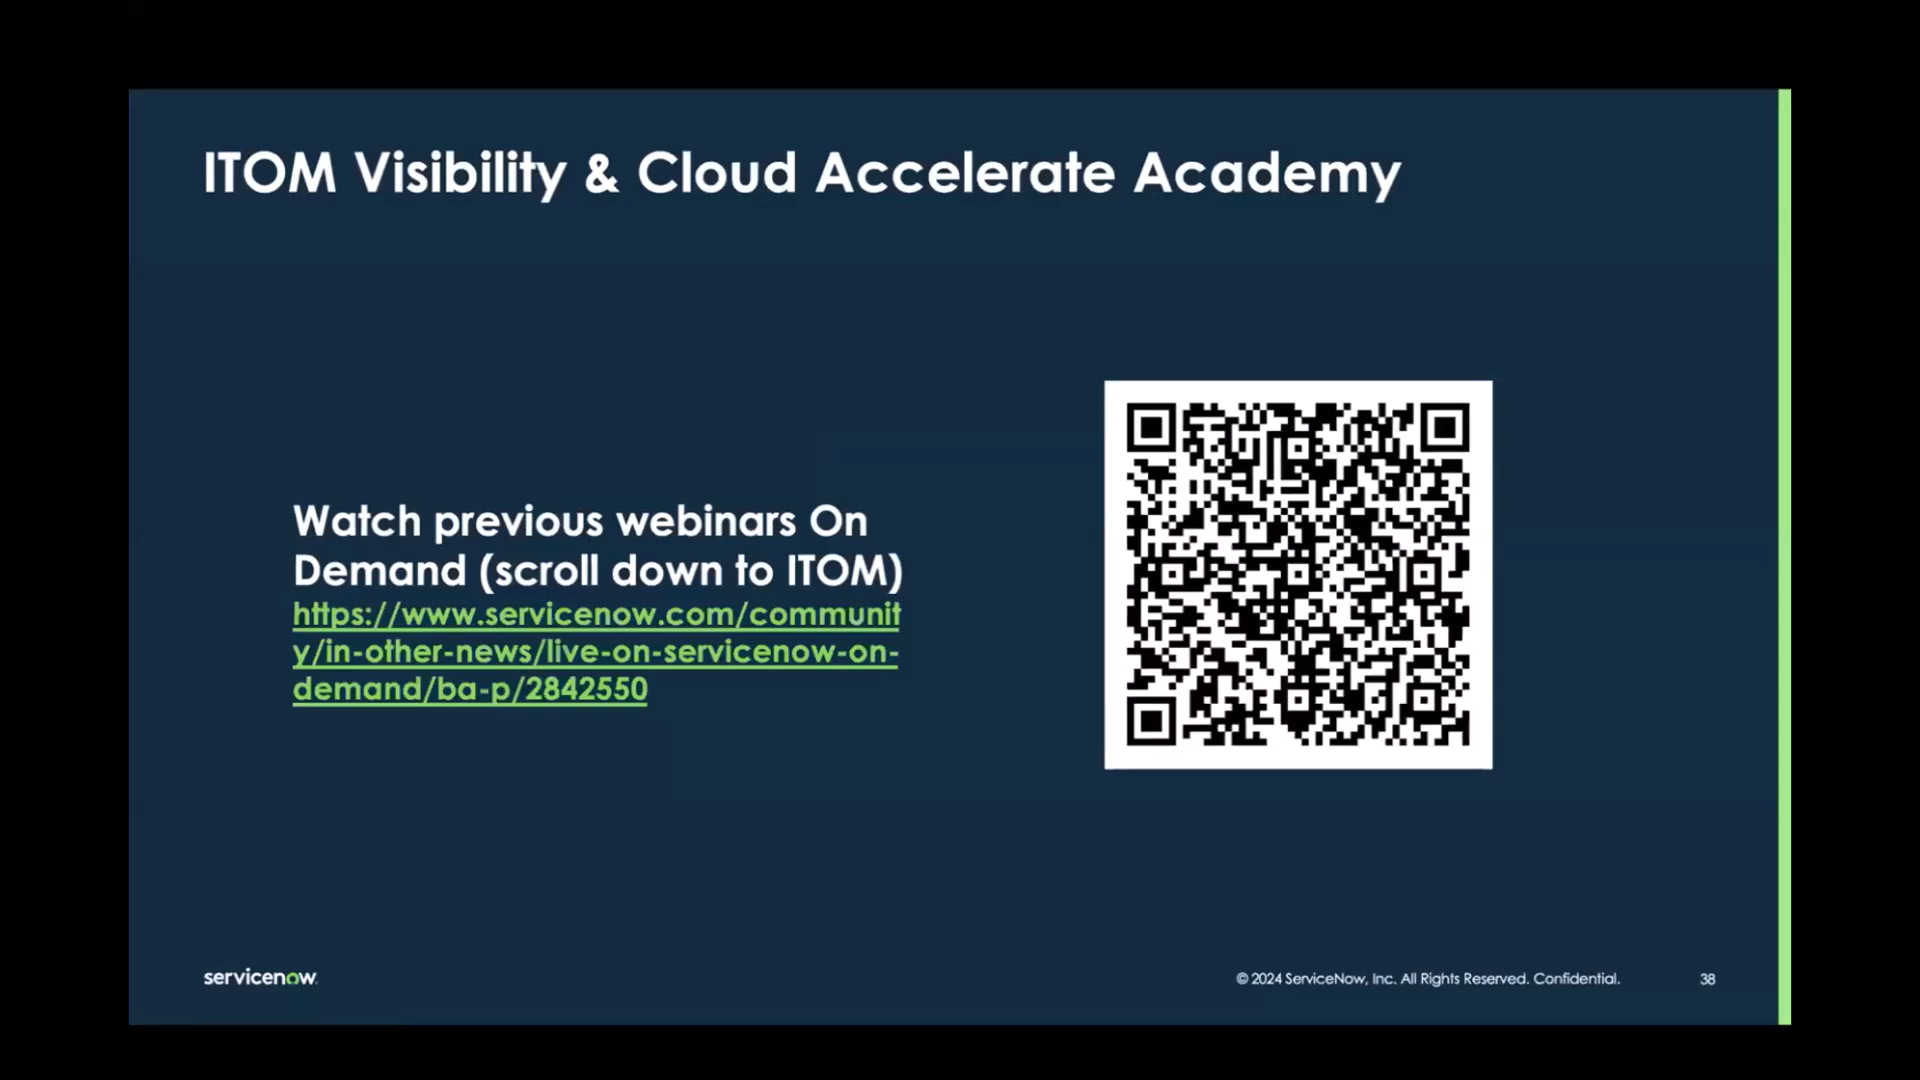 ITOM Visibility & Cloud Accelerate Academy
Watch previous webinars On
Demand (scroll down to ITOM)
https://www.servicenow.com/communit
y/in-other-news/live-on-servicenow-on-
demand/ba-p/2842550
servicenow
© 2024 ServiceNow, Inc. All Rights Reserved. Confidential.
38